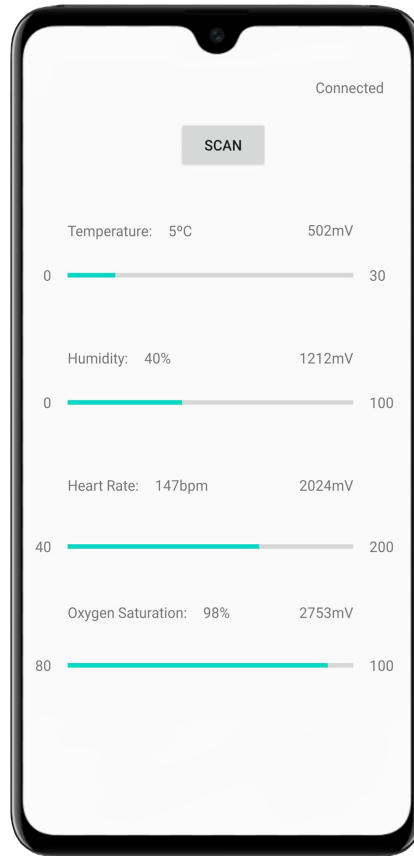 Connected
SCAN
Temperature: 5ºC 502mV
0 30
Humidity: 40% 1212mV
0 100
Heart Rate: 147bpm 2024mV
40 200
Oxygen Saturation: 98% 2753mV
80 100